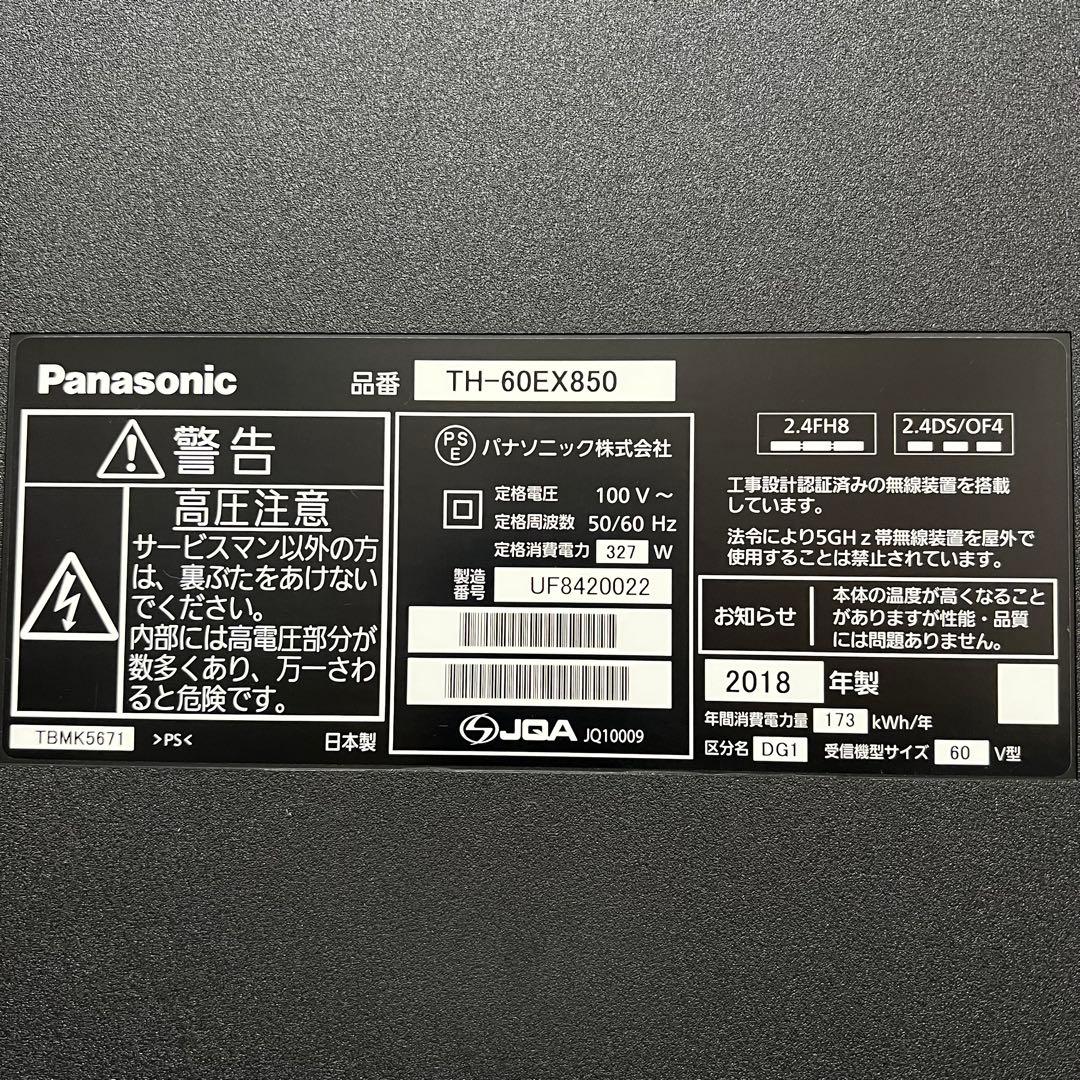 Panasonic
品番 TH-60EX850
警告
高圧注意
サービスマン以外の方
は、裏ぶたをあけない
でください。
内部には高電圧部分が
数多くあり、万一さわ
ると危険です。
TBMK5671 >PS< 日本製
PSE パナソニック株式会社
定格電圧 100 V～
定格周波数 50/60 Hz
定格消費電力 327 W
製造番号 UF8420022
JQA JQ10009
2.4FH8
2.4DS/OF4
工事設計認証済みの無線装置を搭載
しています。
法令により5GHｚ帯無線装置を屋外で
使用することは禁止されています。
お知らせ
本体の温度が高くなること
がありますが性能・品質
には問題ありません。
2018 年製
年間消費電力量 173 kWh/年
区分名 DG1 受信機型サイズ 60 V型